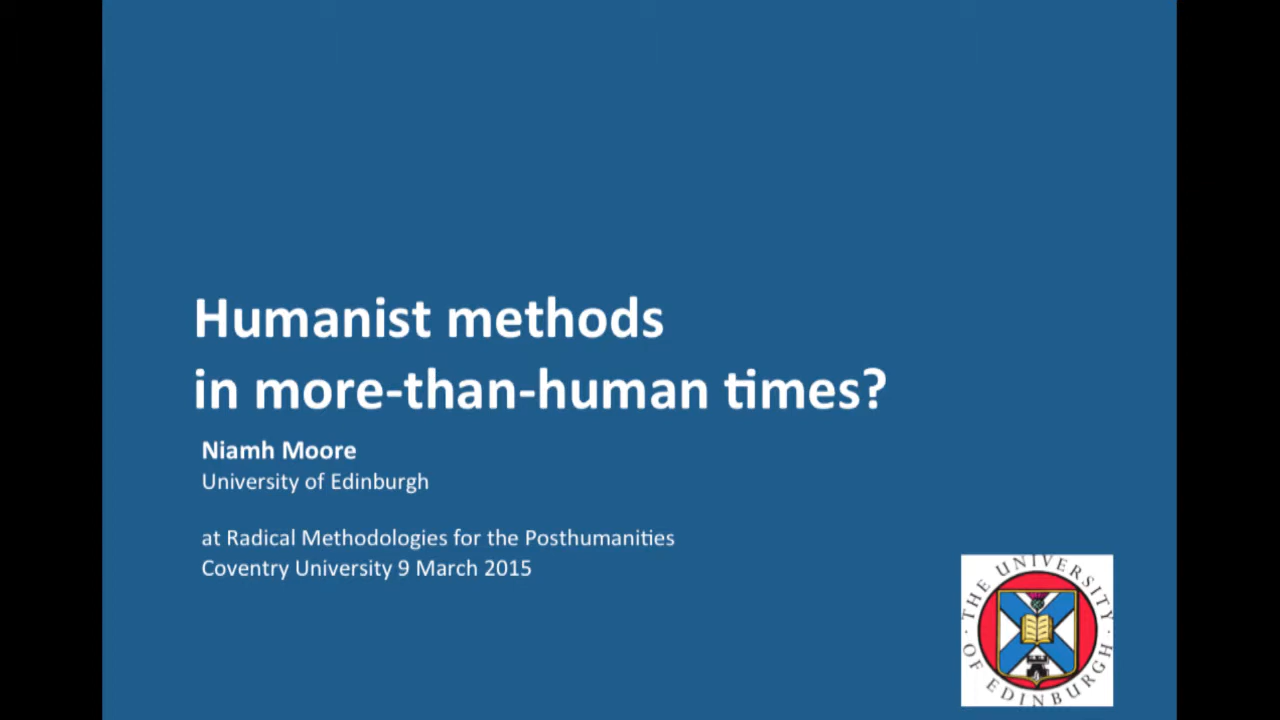 Humanist methods
in more-than-human times?
Niamh Moore
University of Edinburgh
at Radical Methodologies for the Posthumanities
Coventry University 9 March 2015
· THE UNIVERSITY ·
OF EDINBURGH